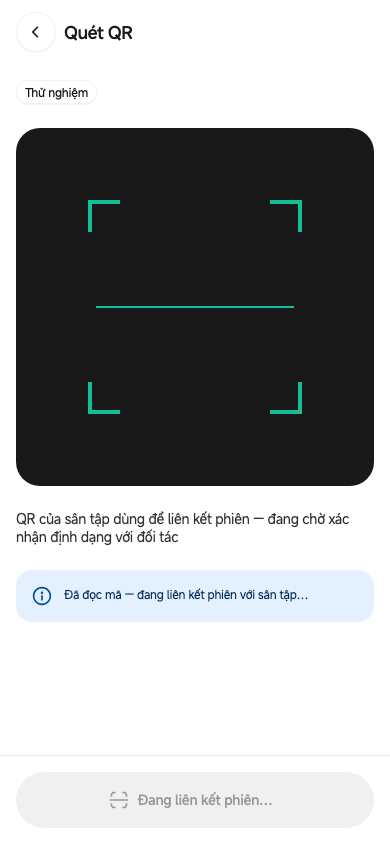 Quét QR
Thử nghiệm
QR của sân tập dùng để liên kết phiên — đang chờ xác
nhận định dạng với đối tác
Đã đọc mã — đang liên kết phiên với sân tập...
Đang liên kết phiên...